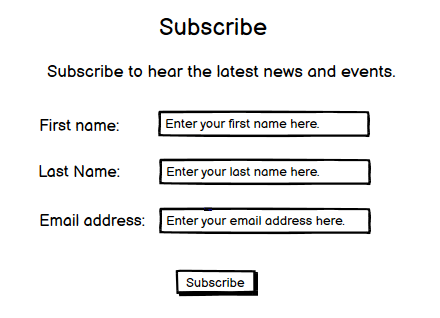 Subscribe
Subscribe to hear the latest news and events.
First name: Enter your first name here.
Last Name: Enter your last name here.
Email address: Enter your email address here.
Subscribe